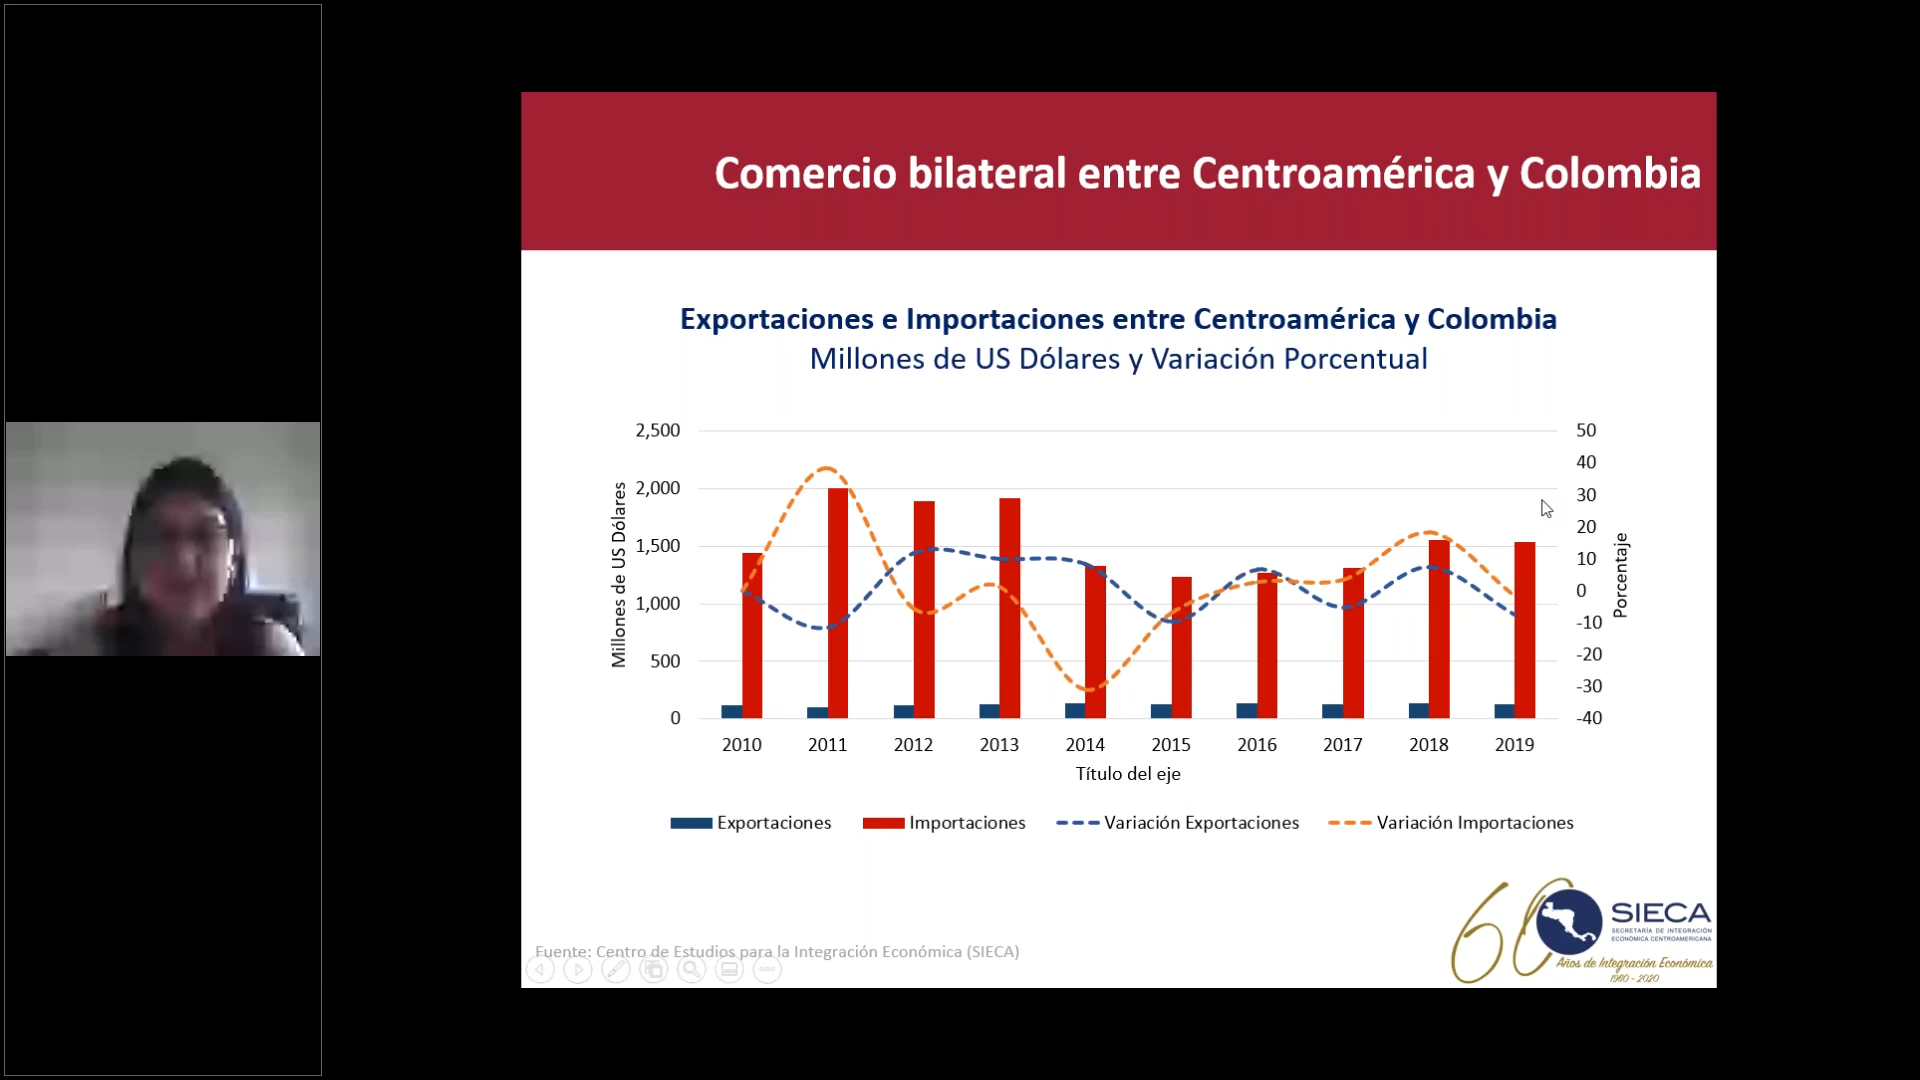 Comercio bilateral entre Centroamérica y Colombia
Exportaciones e Importaciones entre Centroamérica y Colombia
Millones de US Dólares y Variación Porcentual
Millones de US Dólares
2,500
2,000
1,500
1,000
500
0
50
40
30
20
10
0
-10
-20
-30
-40
Porcentaje
2010 2011 2012 2013 2014 2015 2016 2017 2018 2019
Título del eje
Exportaciones Importaciones Variación Exportaciones Variación Importaciones
Fuente: Centro de Estudios para la Integración Económica (SIECA)
60
SIECA
SECRETARÍA DE INTEGRACIÓN
ECONÓMICA CENTROAMERICANA
Años de Integración Económica
1960 - 2020